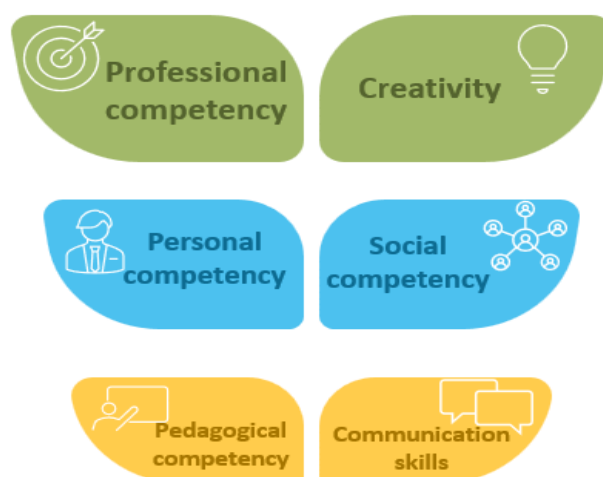 Professional
competency
Creativity
Personal
competency
Social
competency
Pedagogical
competency
Communication
skills